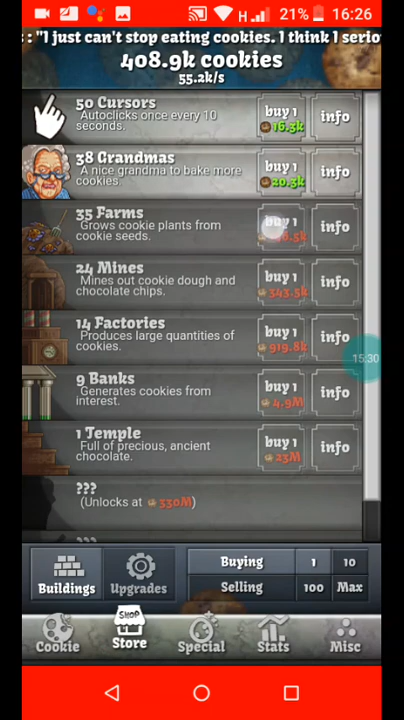 H 21% 16:26
: "I just can't stop eating cookies. I think I serio
408.9k cookies
55.2k/s
50 Cursors
Autoclicks once every 10
seconds.
buy 1
16.3k
info
38 Grandmas
A nice grandma to bake more
cookies.
buy 1
20.3k
info
35 Farms
Grows cookie plants from
cookie seeds.
buy 1
info
24 Mines
Mines out cookie dough and
chocolate chips.
buy 1
343.5k
info
14 Factories
Produces large quantities of
cookies.
buy 1
919.8k
info
9 Banks
Generates cookies from
interest.
buy 1
4.9M
info
1 Temple
Full of precious, ancient
chocolate.
buy 1
23M
info
15:30
???
(Unlocks at 330M)
???
Buildings
Upgrades
Buying 1 10
Selling 100 Max
SHOP
Cookie
Store
Special
Stats
Misc